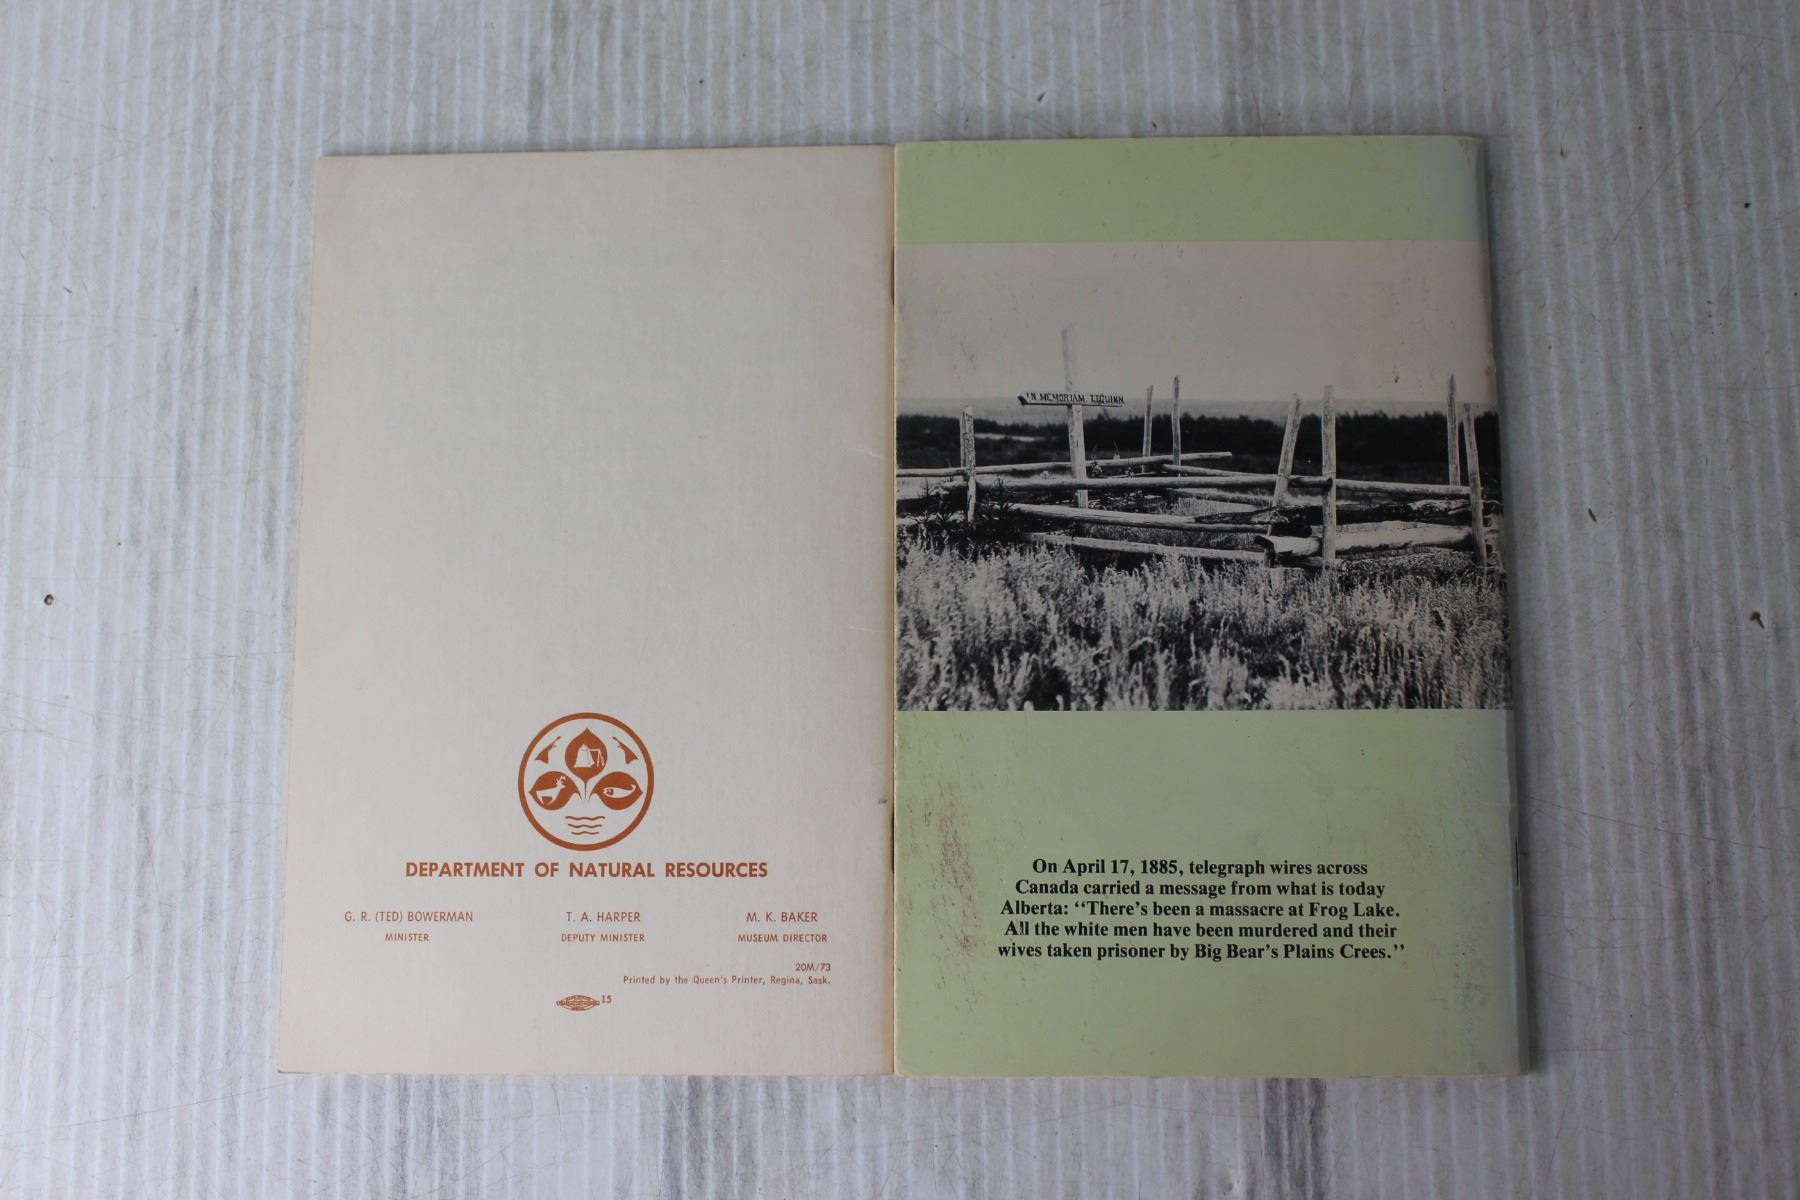 DEPARTMENT OF NATURAL RESOURCES
G. R. (TED) BOWERMAN
MINISTER
T. A. HARPER
DEPUTY MINISTER
M. K. BAKER
MUSEUM DIRECTOR
20M/73
Printed by the Queen's Printer, Regina, Sask.
15
IN MEMORIAM T.T.QUINN.
On April 17, 1885, telegraph wires across
Canada carried a message from what is today
Alberta: “There’s been a massacre at Frog Lake.
All the white men have been murdered and their
wives taken prisoner by Big Bear’s Plains Crees.”